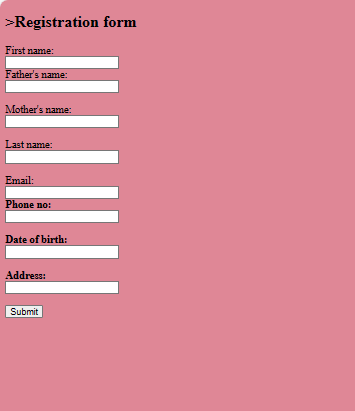 >Registration form
First name:
Father's name:
Mother's name:
Last name:
Email:
Phone no:
Date of birth:
Address:
Submit